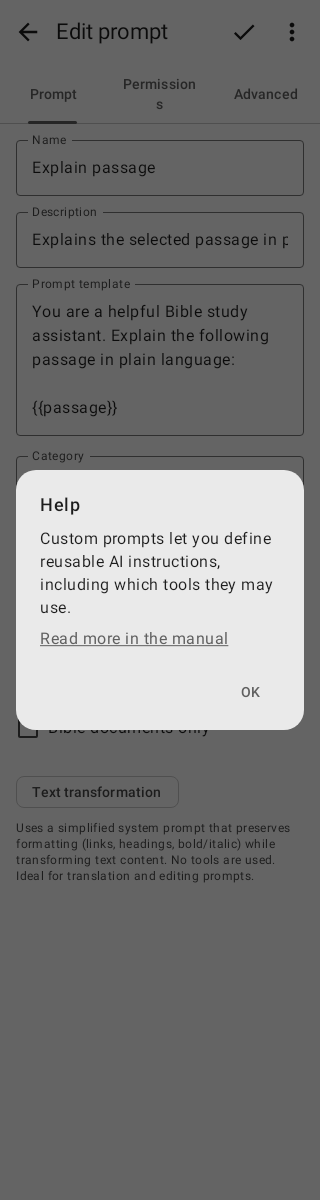 Edit prompt
Prompt
Permission
s
Advanced
Name
Explain passage
Description
Explains the selected passage in p
Prompt template
You are a helpful Bible study
assistant. Explain the following
passage in plain language:
{{passage}}
Category
Help
Custom prompts let you define
reusable AI instructions,
including which tools they may
use.
Read more in the manual
OK
Bible documents only
Text transformation
Uses a simplified system prompt that preserves
formatting (links, headings, bold/italic) while
transforming text content. No tools are used.
Ideal for translation and editing prompts.